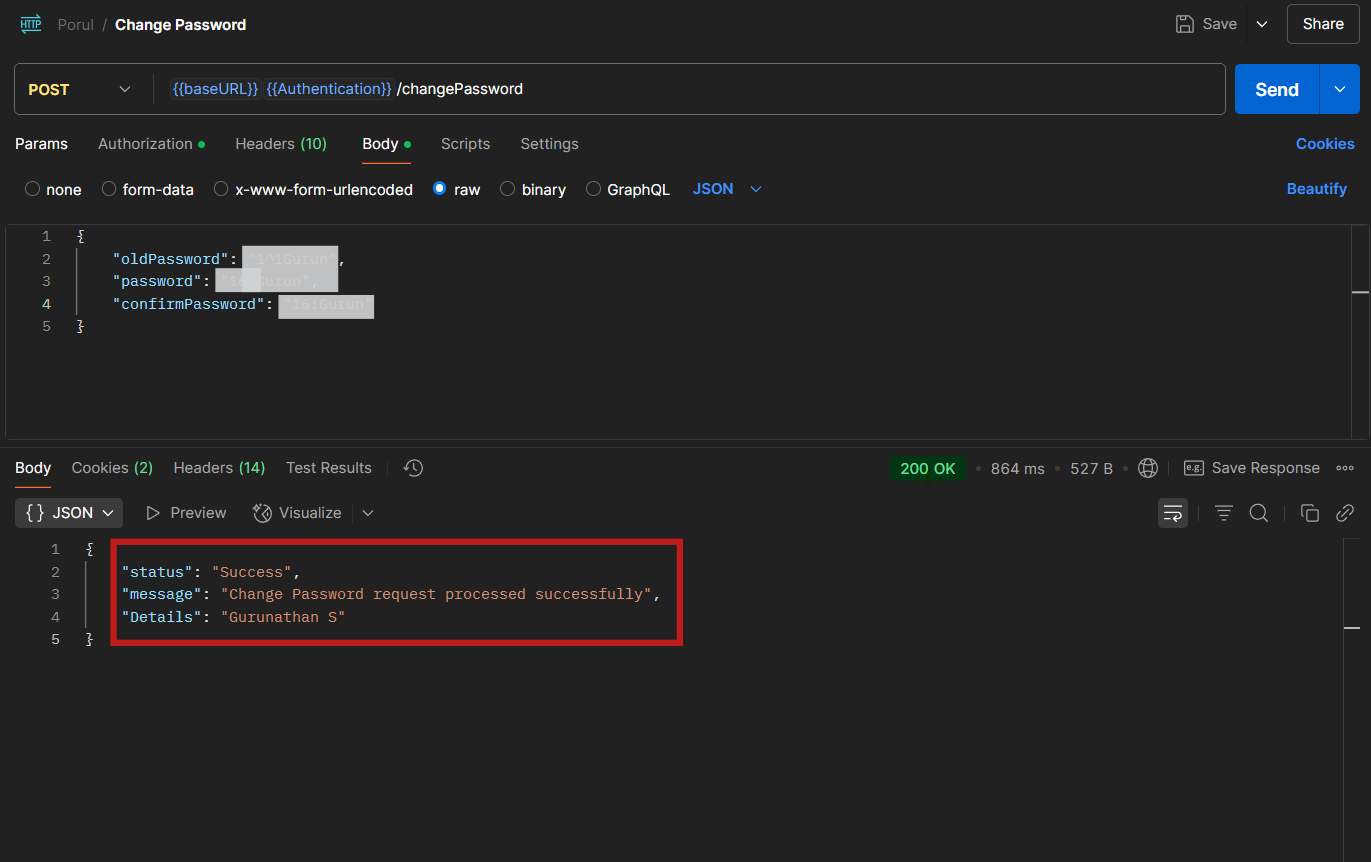 HTTP Porul / Change Password Save Share
POST {{baseURL}} {{Authentication}} /changePassword Send
Params Authorization Headers (10) Body Scripts Settings Cookies
none form-data x-www-form-urlencoded raw binary GraphQL JSON Beautify
1 {
2 "oldPassword": ,
3 "password":
4 "confirmPassword":
5 }
Body Cookies (2) Headers (14) Test Results 200 OK • 864 ms • 527 B • e.g. Save Response
{} JSON Preview Visualize
1 {
2 "status": "Success",
3 "message": "Change Password request processed successfully",
4 "Details": "Gurunathan S"
5 }